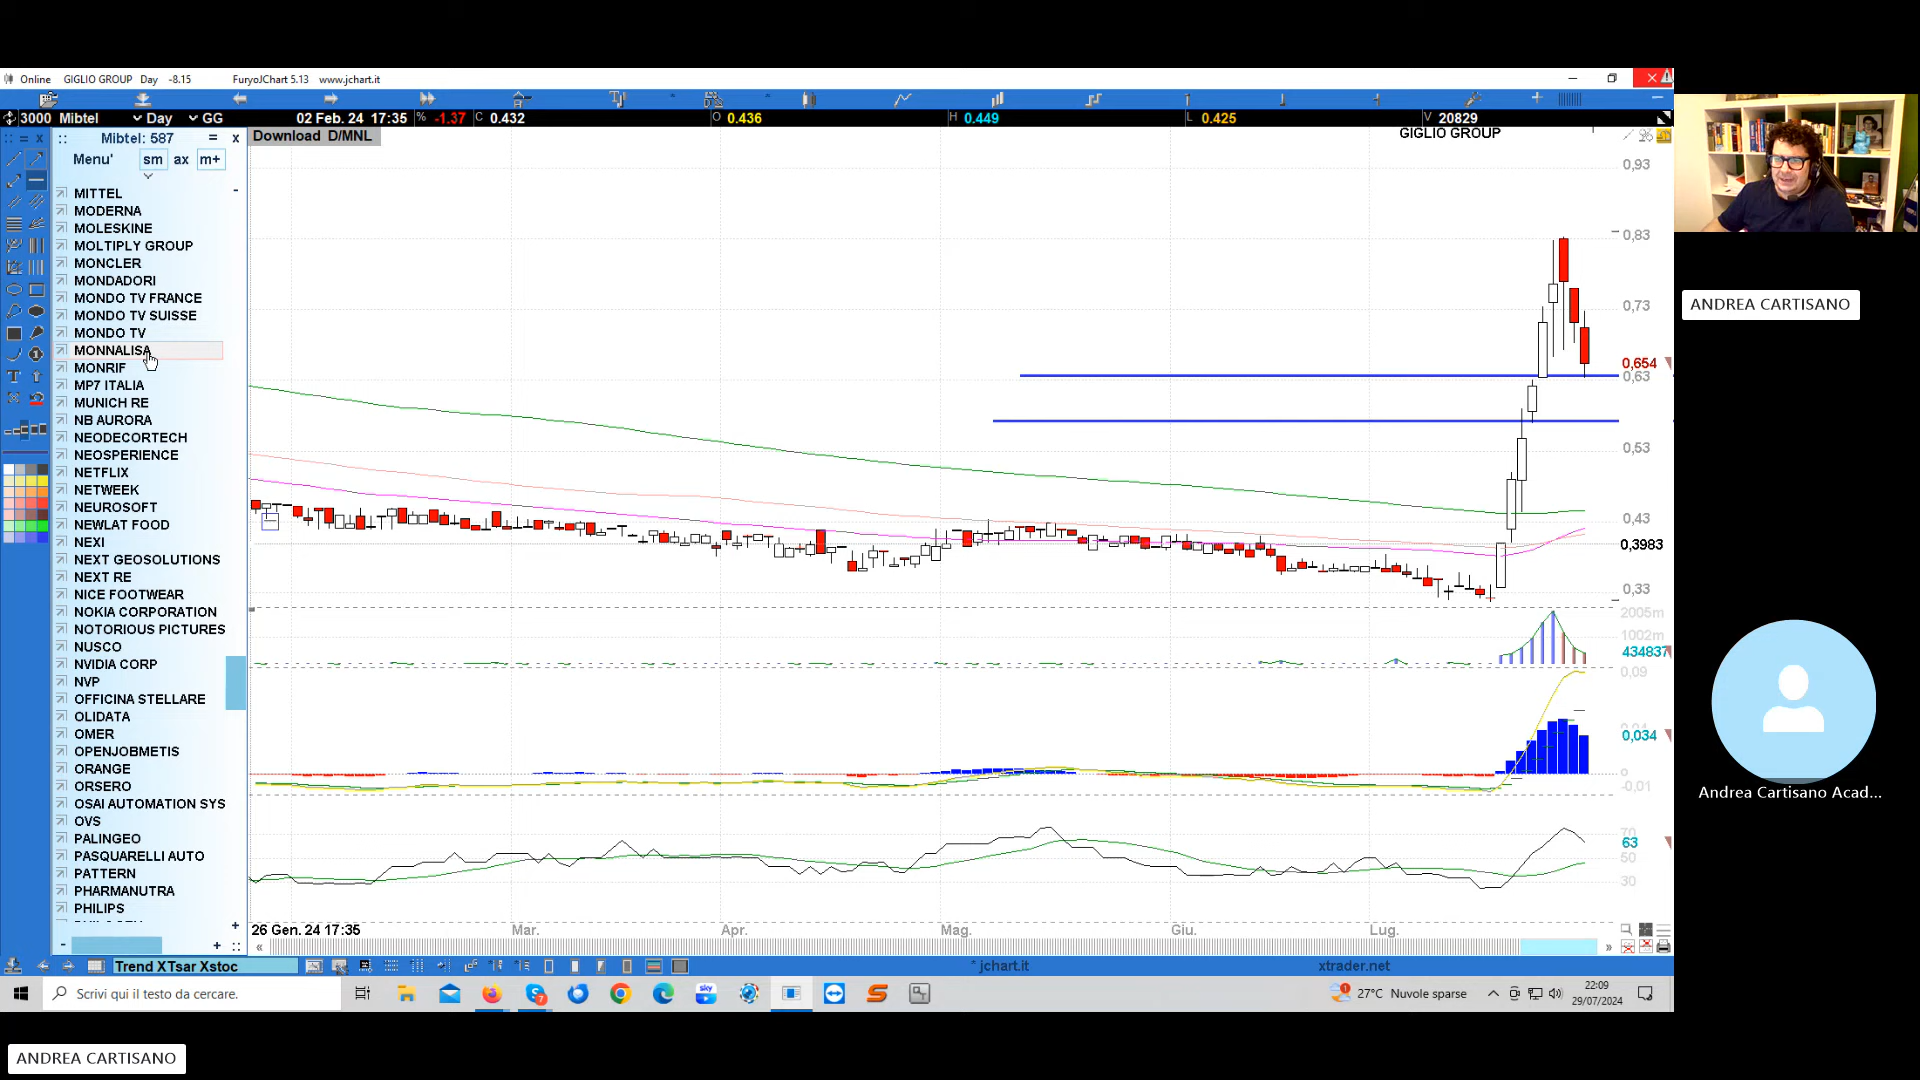 Online GIGLIO GROUP Day -8.15 FuryoJChart 5.13 www.jchart.it
3000 Mibtel Day GG 02 Feb. 24 17:35 % -1.37 C 0.432 O 0.436 H 0.449 L 0.425 V 20829
Mibtel: 587 = x
Download D/MNL
GIGLIO GROUP
Menu' sm ax m+
MITTEL
MODERNA
MOLESKINE
MOLTIPLY GROUP
MONCLER
MONDADORI
MONDO TV FRANCE
MONDO TV SUISSE
MONDO TV
MONNALISA
MONRIF
MP7 ITALIA
MUNICH RE
NB AURORA
NEODECORTECH
NEOSPERIENCE
NETFLIX
NETWEEK
NEUROSOFT
NEWLAT FOOD
NEXI
NEXT GEOSOLUTIONS
NEXT RE
NICE FOOTWEAR
NOKIA CORPORATION
NOTORIOUS PICTURES
NUSCO
NVIDIA CORP
NVP
OFFICINA STELLARE
OLIDATA
OMER
OPENJOBMETIS
ORANGE
ORSERO
OSAI AUTOMATION SYS
OVS
PALINGEO
PASQUARELLI AUTO
PATTERN
PHARMANUTRA
PHILIPS
0,93
0,83
0,73
0,654
0,63
0,53
0,43
0,3983
0,33
2005m
1002m
434837
0,09
0,034
0
-0,01
70
63
50
30
26 Gen. 24 17:35 Mar. Apr. Mag. Giu. Lug.
Trend XTsar Xstoc
jchart.it
xtrader.net
Scrivi qui il testo da cercare.
sky
27°C Nuvole sparse
22:09
29/07/2024
ANDREA CARTISANO
Andrea Cartisano Acad...
ANDREA CARTISANO